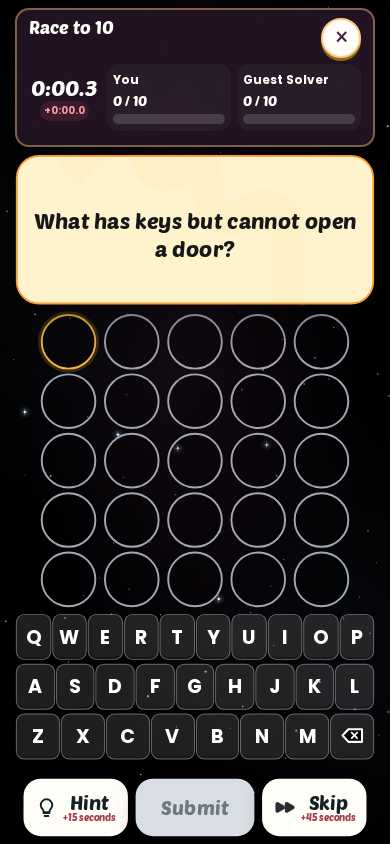 Race to 10
×
0:00.3
+0:00.0
You
0 / 10
Guest Solver
0 / 10
What has keys but cannot open
a door?
Q W E R T Y U I O P
A S D F G H J K L
Z X C V B N M
Hint
+15 seconds
Submit
Skip
+45 seconds